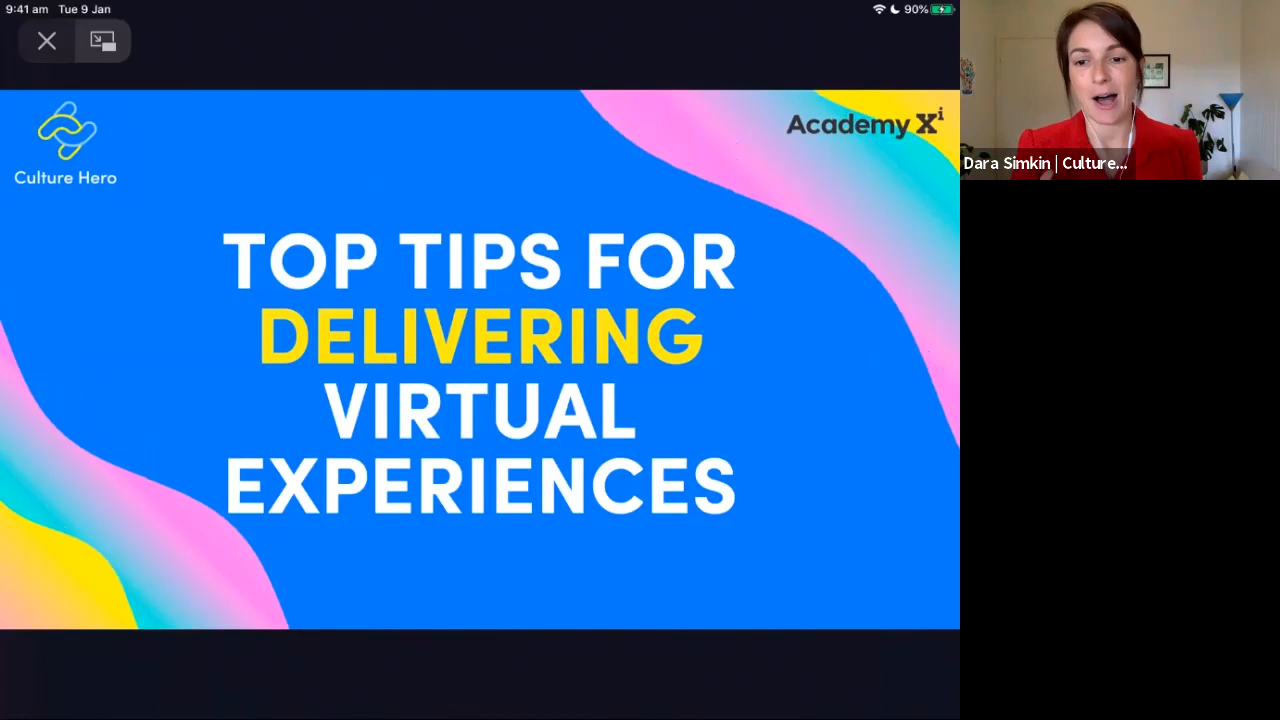 9:41 am Tue 9 Jan
90%
Culture Hero
Academy Xi
TOP TIPS FOR
DELIVERING
VIRTUAL
EXPERIENCES
Dara Simkin | Culture...